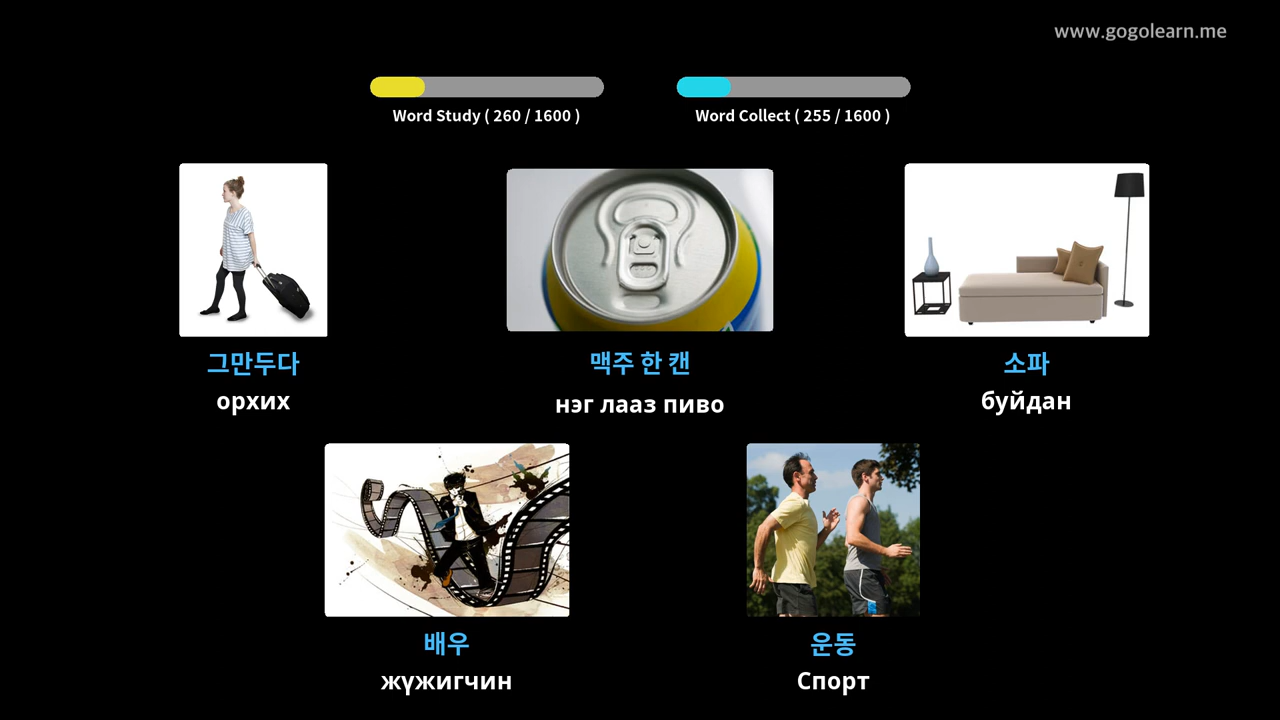 www.gogolearn.me
Word Study ( 260 / 1600 )
Word Collect ( 255 / 1600 )
그만두다
орхих
맥주 한 캔
нэг лааз пиво
소파
буйдан
배우
жүжигчин
운동
Спорт